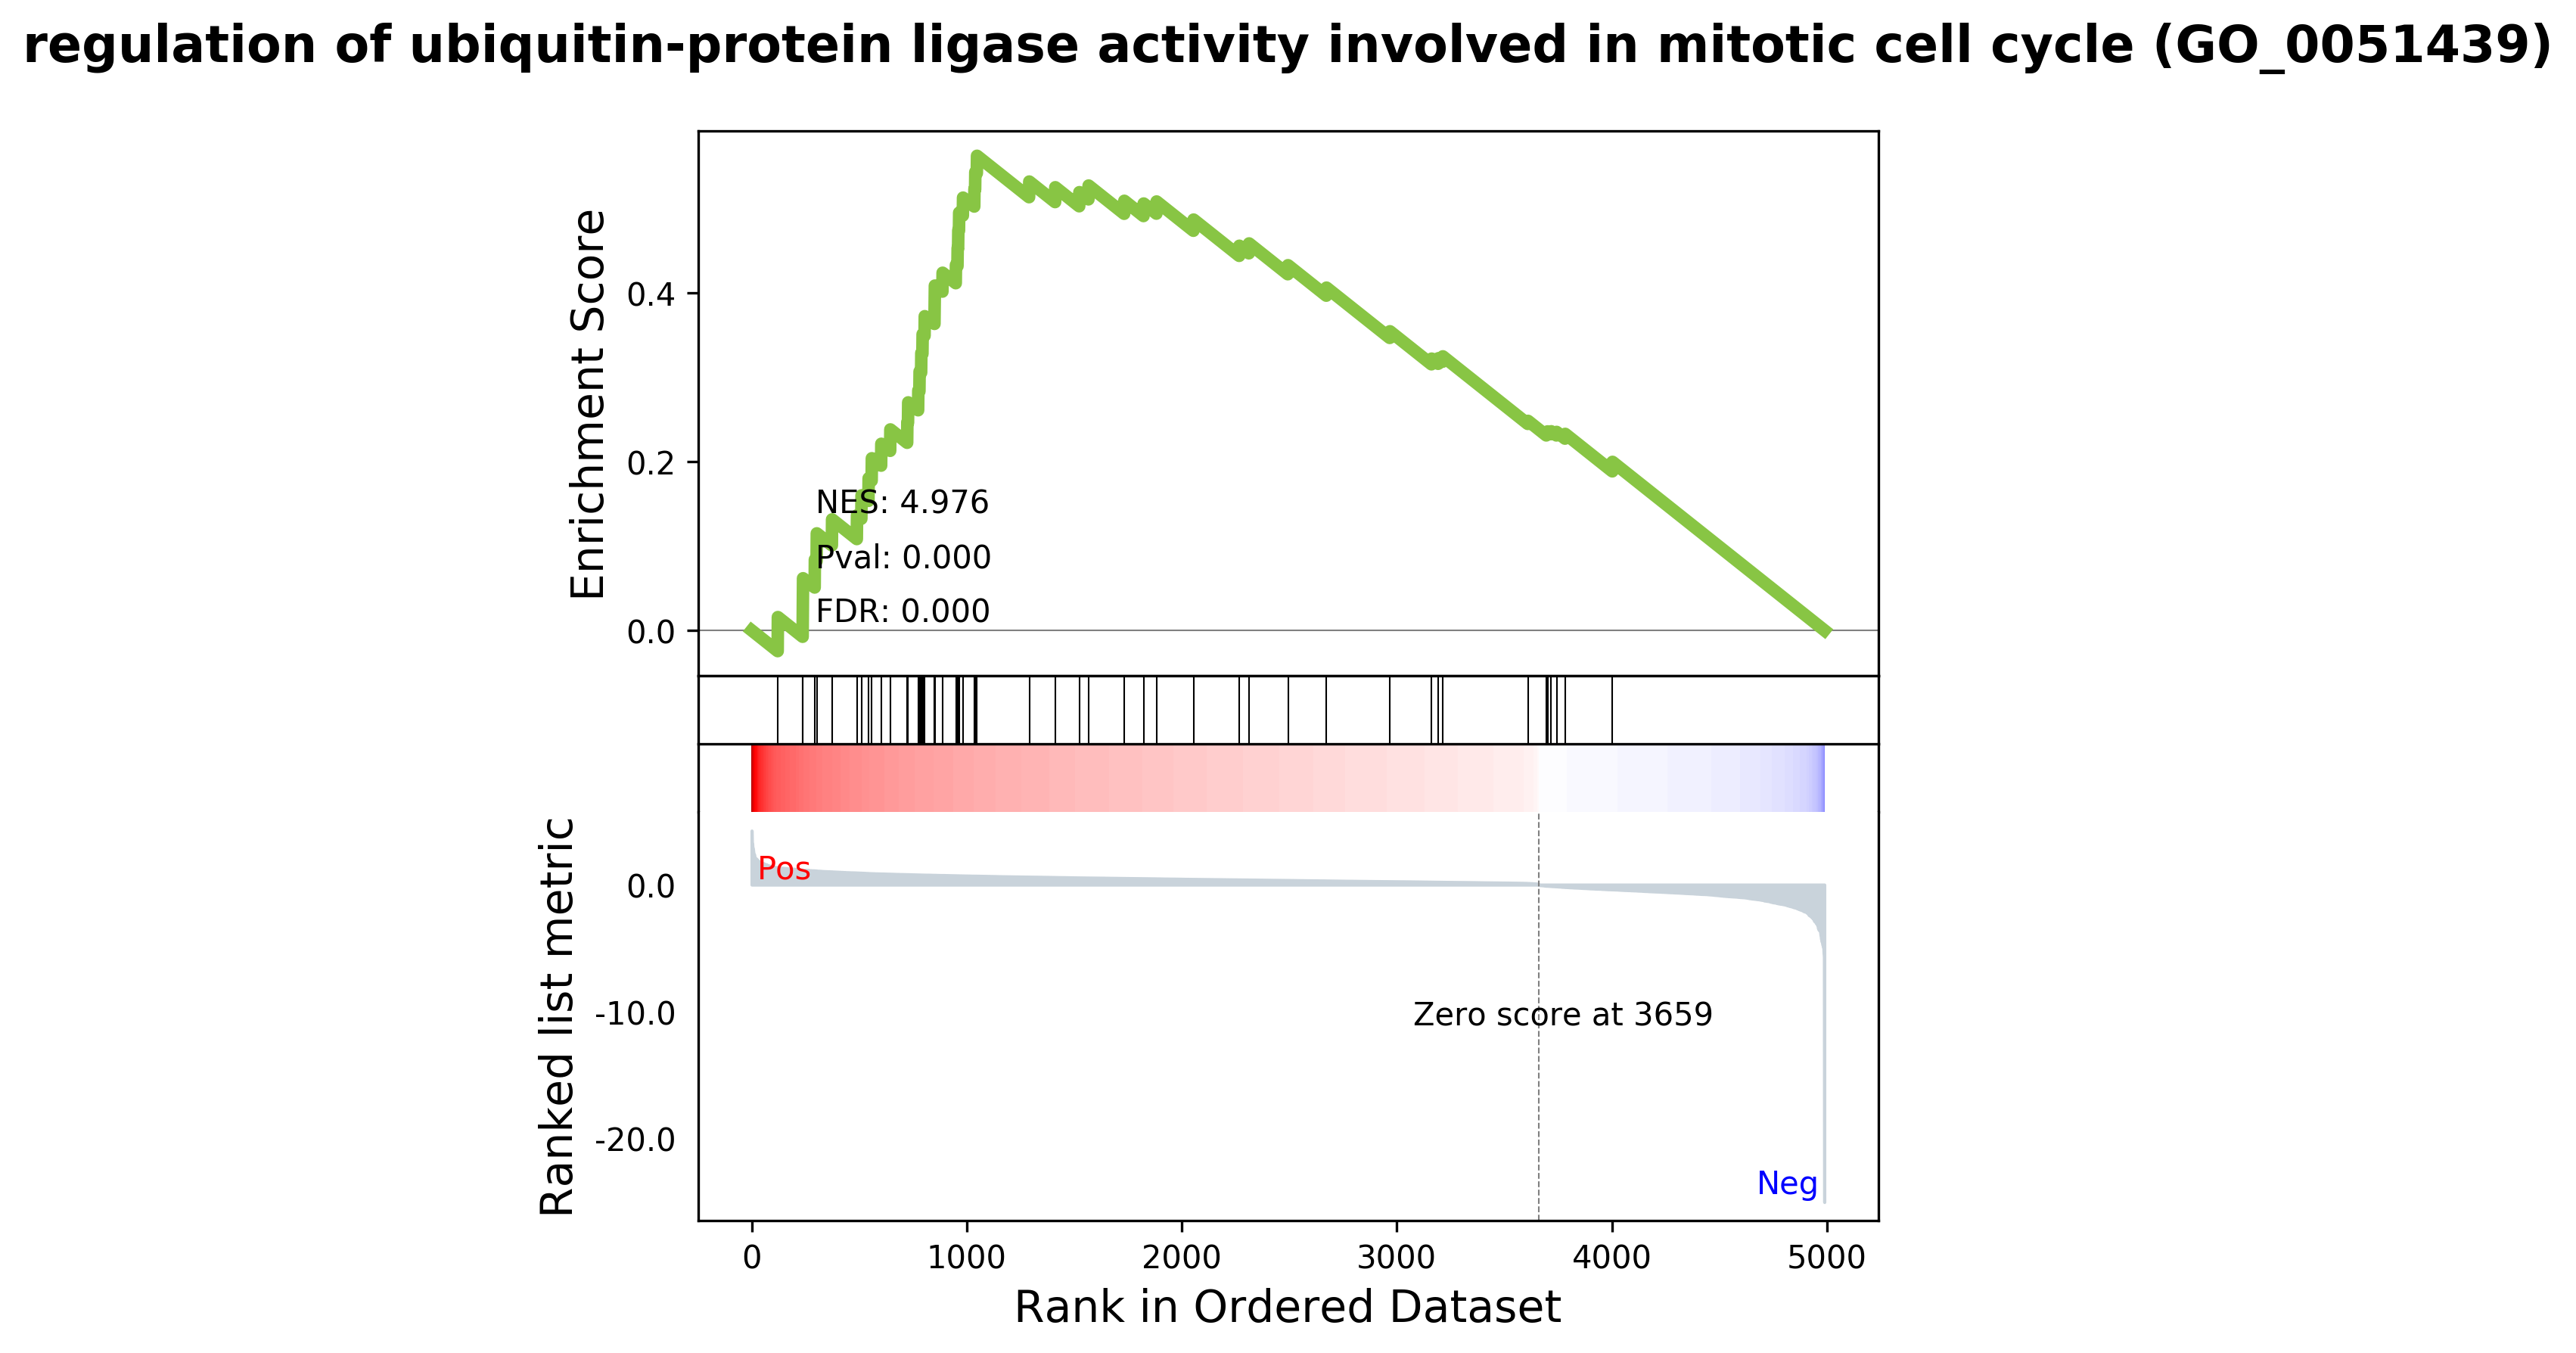 regulation of ubiquitin-protein ligase activity involved in mitotic cell cycle (GO_0051439)
Enrichment Score
0.4
0.2
0.0
NES: 4.976
Pval: 0.000
FDR: 0.000
Ranked list metric
0.0
-10.0
-20.0
Pos
Zero score at 3659
Neg
0 1000 2000 3000 4000 5000
Rank in Ordered Dataset